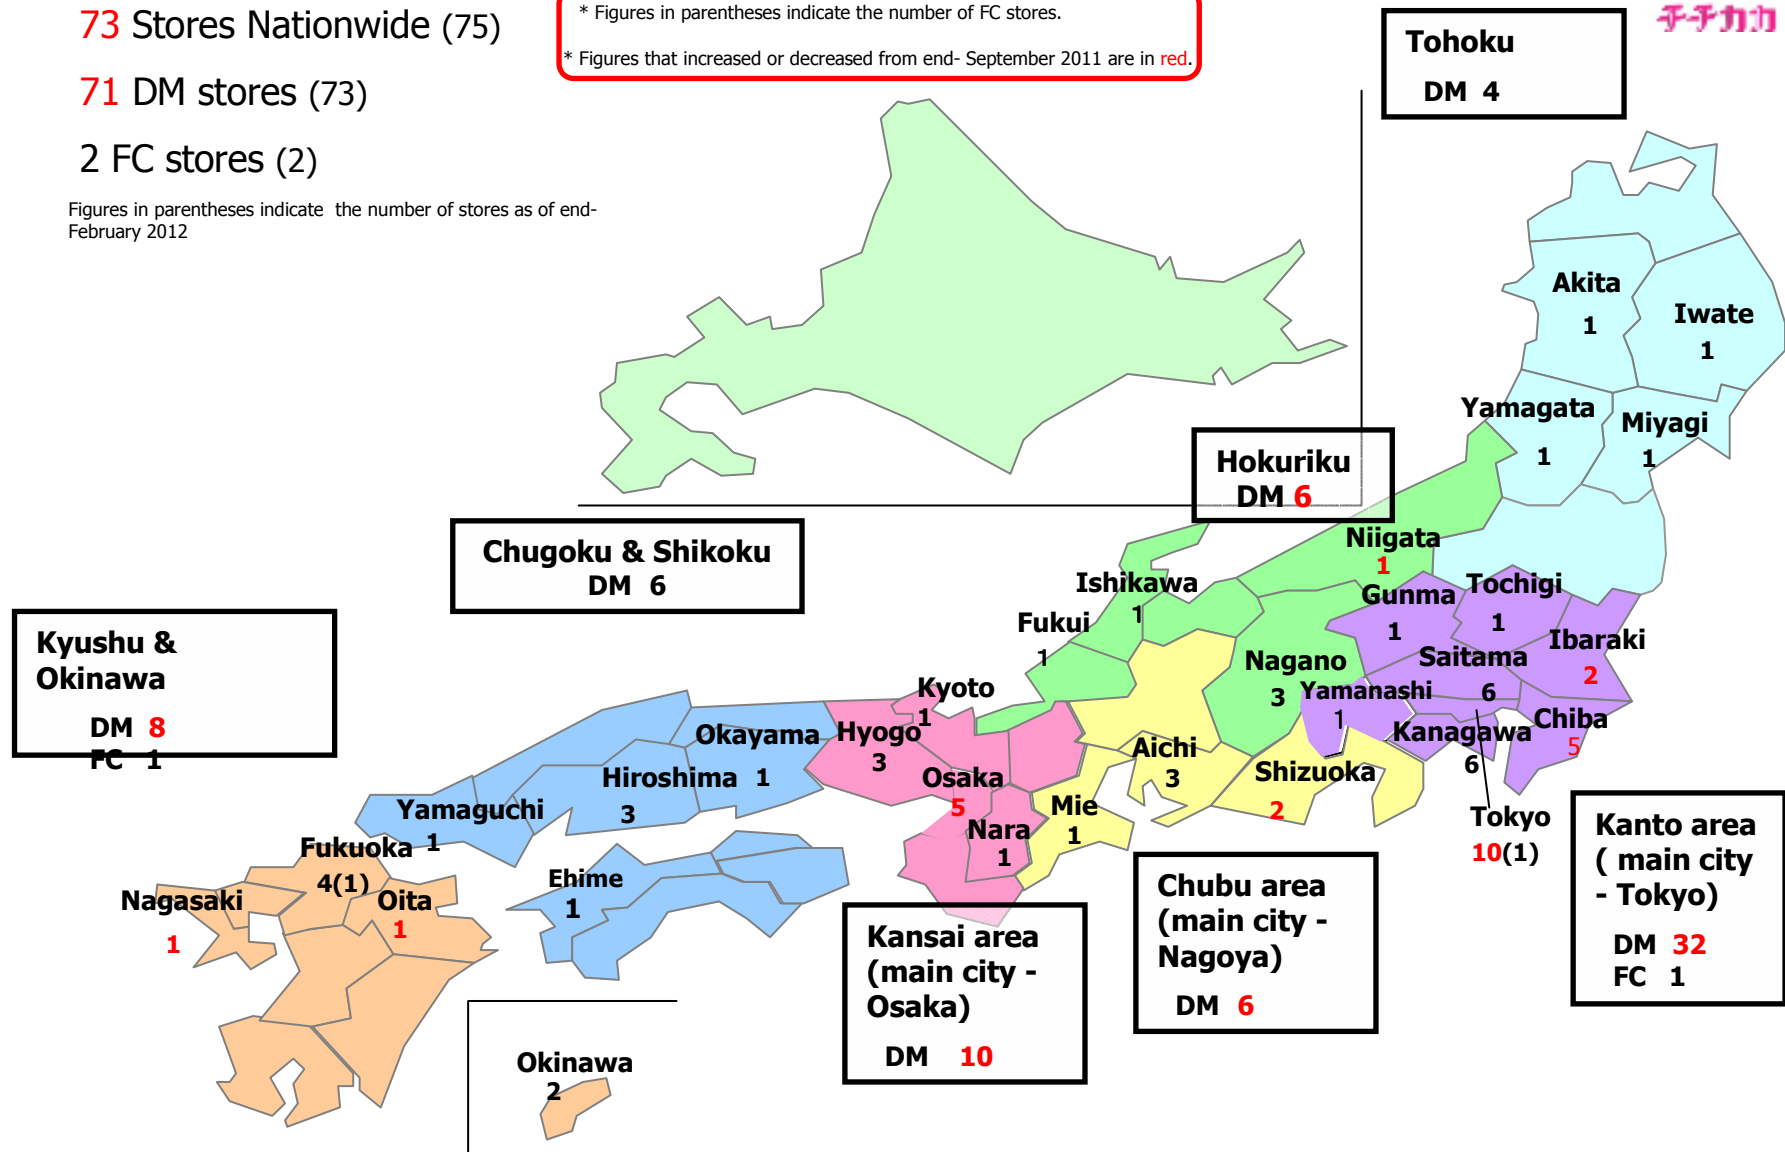 73 Stores Nationwide (75)
71 DM stores (73)
2 FC stores (2)
Figures in parentheses indicate the number of stores as of end-
February 2012
* Figures in parentheses indicate the number of FC stores.
* Figures that increased or decreased from end- September 2011 are in red.
チチカカ
Tohoku
DM 4
Akita
1
Iwate
1
Yamagata
1
Miyagi
1
Hokuriku
DM 6
Niigata
1
Ishikawa
1
Fukui
1
Nagano
3
Chugoku & Shikoku
DM 6
Kyushu &
Okinawa
DM 8
FC 1
Gunma
1
Tochigi
1
Ibaraki
2
Saitama
6
Yamanashi
1
Kanagawa
6
Chiba
5
Tokyo
10(1)
Kanto area
( main city
- Tokyo)
DM 32
FC 1
Kyoto
1
Hyogo
3
Osaka
5
Nara
1
Mie
1
Aichi
3
Shizuoka
2
Okayama
1
Hiroshima
3
Yamaguchi
1
Ehime
1
Fukuoka
4(1)
Nagasaki
1
Oita
1
Okinawa
2
Kansai area
(main city -
Osaka)
DM 10
Chubu area
(main city -
Nagoya)
DM 6